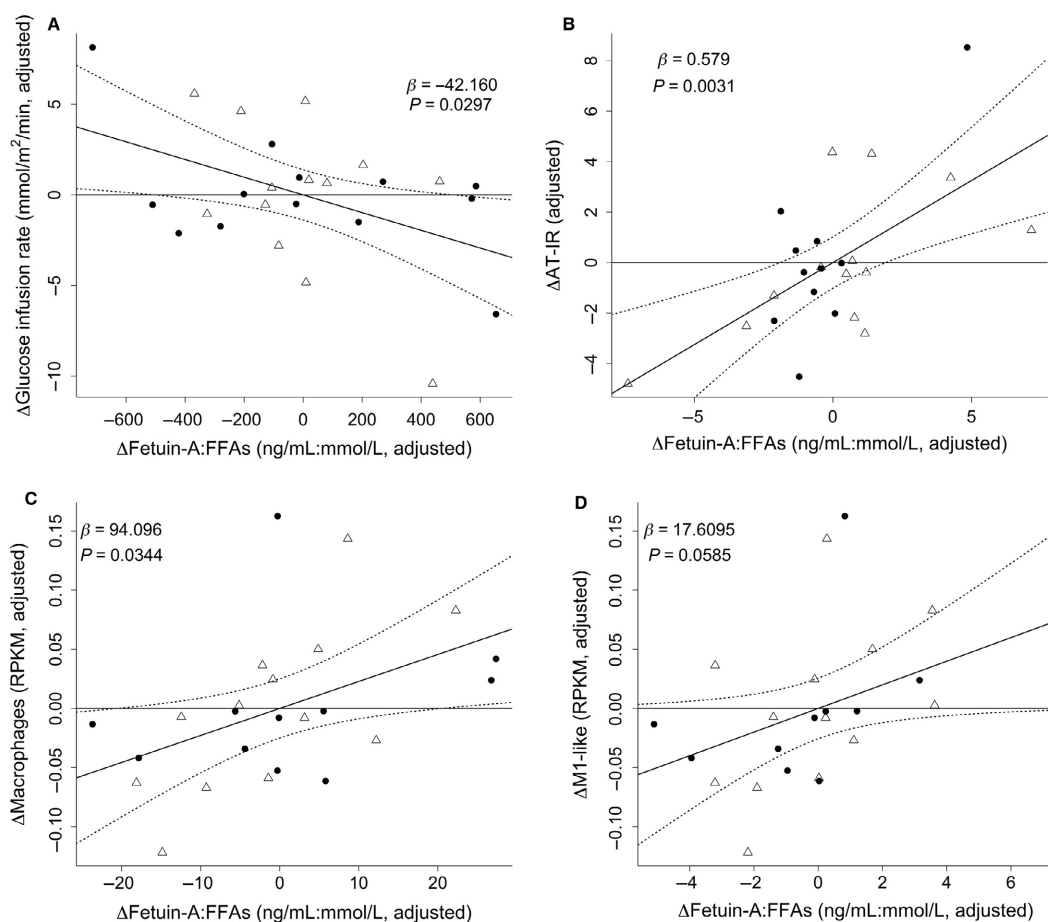 A
β = −42.160
P = 0.0297
5
0
−5
−10
ΔGlucose infusion rate (mmol/m²/min, adjusted)
−600 −400 −200 0 200 400 600
ΔFetuin-A:FFAs (ng/mL:mmol/L, adjusted)
B
β = 0.579
P = 0.0031
8
6
4
2
0
−2
−4
ΔAT-IR (adjusted)
−5 0 5
ΔFetuin-A:FFAs (ng/mL:mmol/L, adjusted)
C
β = 94.096
P = 0.0344
0.15
0.10
0.05
0.00
−0.05
−0.10
ΔMacrophages (RPKM, adjusted)
−20 −10 0 10 20
ΔFetuin-A:FFAs (ng/mL:mmol/L, adjusted)
D
β = 17.6095
P = 0.0585
0.15
0.10
0.05
0.00
−0.05
−0.10
ΔM1-like (RPKM, adjusted)
−4 −2 0 2 4 6
ΔFetuin-A:FFAs (ng/mL:mmol/L, adjusted)